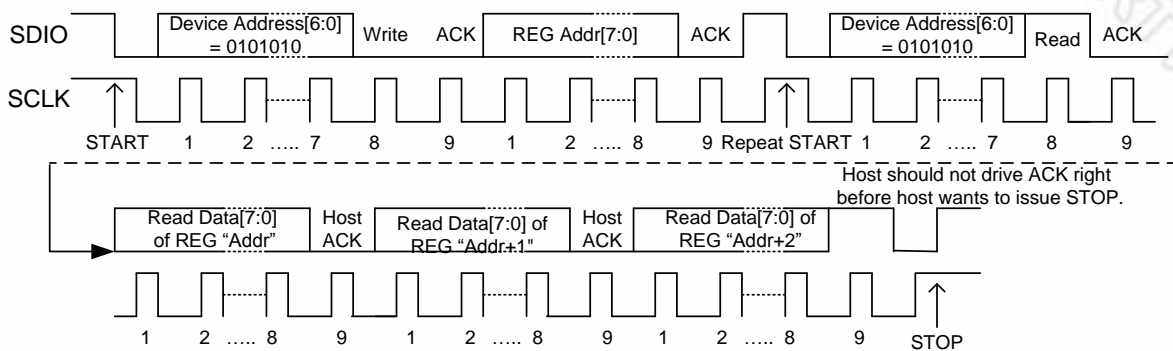 SDIO
Device Address[6:0]
= 0101010
Write
ACK
REG Addr[7:0]
ACK
Device Address[6:0]
= 0101010
Read
ACK
SCLK
START 1 2 ..... 7 8 9 1 2 ..... 8 9 Repeat START 1 2 ..... 7 8 9
Host should not drive ACK right
before host wants to issue STOP.
Read Data[7:0]
of REG “Addr”
Host
ACK
Read Data[7:0] of
REG “Addr+1"
Host
ACK
Read Data[7:0] of
REG “Addr+2”
1 2 ..... 8 9 1 2 ..... 8 9 1 2 ..... 8 9 STOP